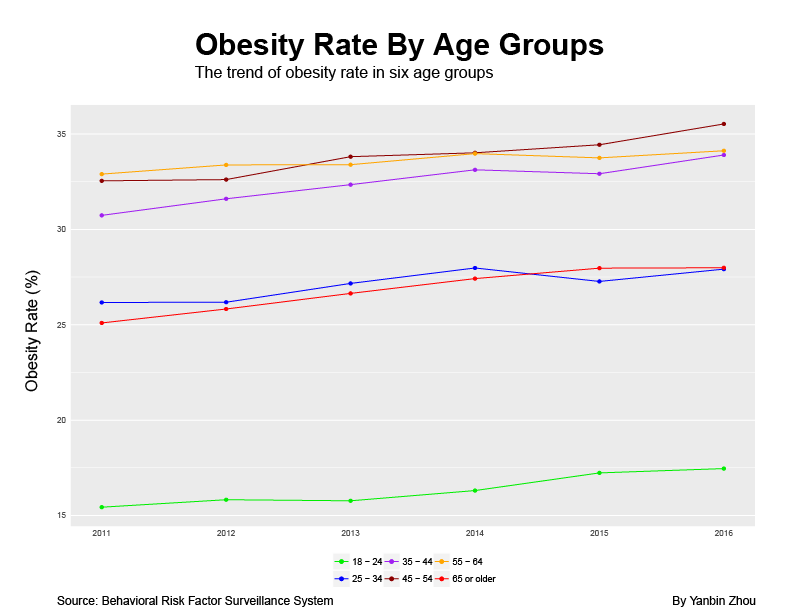 Obesity Rate By Age Groups
The trend of obesity rate in six age groups
Obesity Rate (%)
35
30
25
20
15
2011 2012 2013 2014 2015 2016
18 – 24 35 – 44 55 – 64
25 – 34 45 – 54 65 or older
Source: Behavioral Risk Factor Surveillance System By Yanbin Zhou